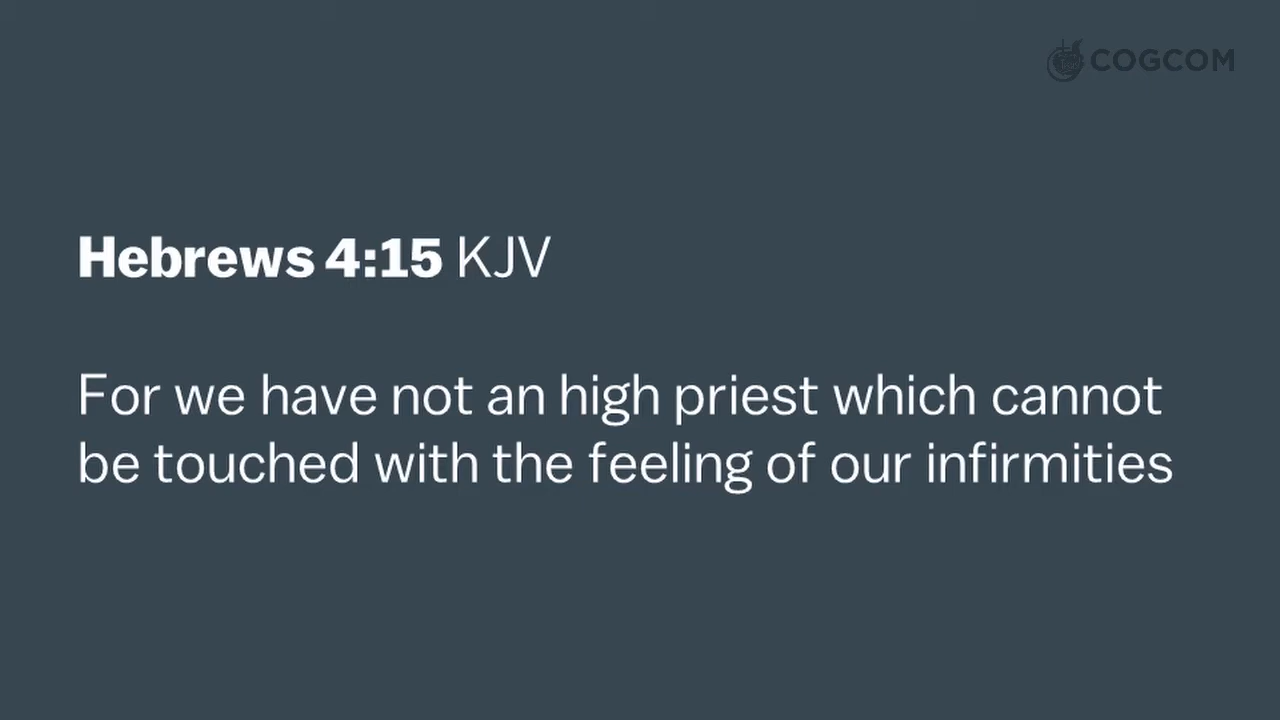 COGCOM
Hebrews 4:15 KJV
For we have not an high priest which cannot
be touched with the feeling of our infirmities